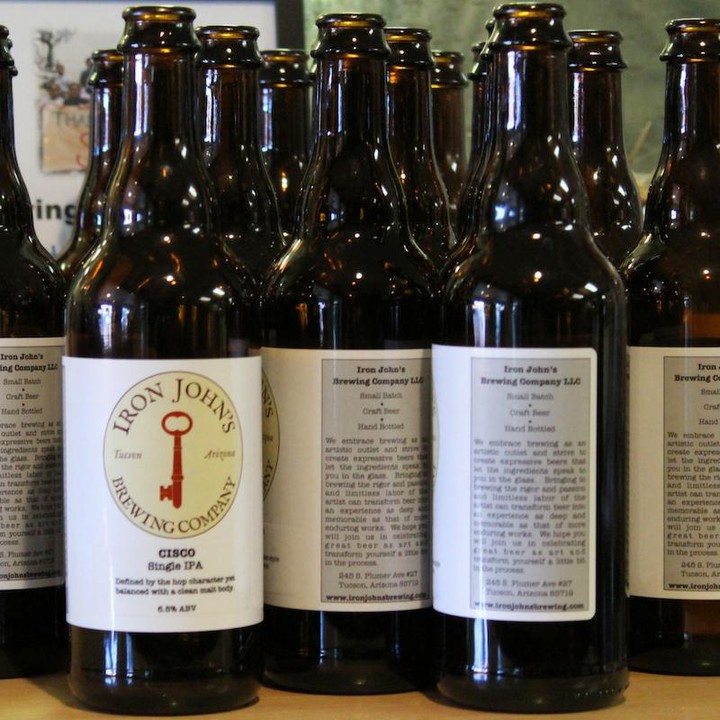 IRON JOHN'S
Tucson Arizona
BREWING COMPANY
CISCO
Single IPA
Defined by the hop character yet
balanced with a clean malt body.
6.5% ABV
Iron John's
Brewing Company LLC
Small Batch
•
Craft Beer
•
Hand Bottled
Iron John's
Brewing Company LLC
Small Batch
•
Craft Beer
•
Hand Bottled
We embrace brewing as an
artistic outlet and strive to
create expressive beers that
let the ingredients speak to
you in the glass. Bringing to
brewing the rigor and passion
and limitless labor of the
artist can transform beer into
an experience as deep and
memorable as that of more
enduring works. We hope you
will join us in celebrating
great beer as art and
transform yourself a little bit
in the process.
245 S. Plumer Ave #27
Tucson, Arizona 85719
www.ironjohnsbrewing.com